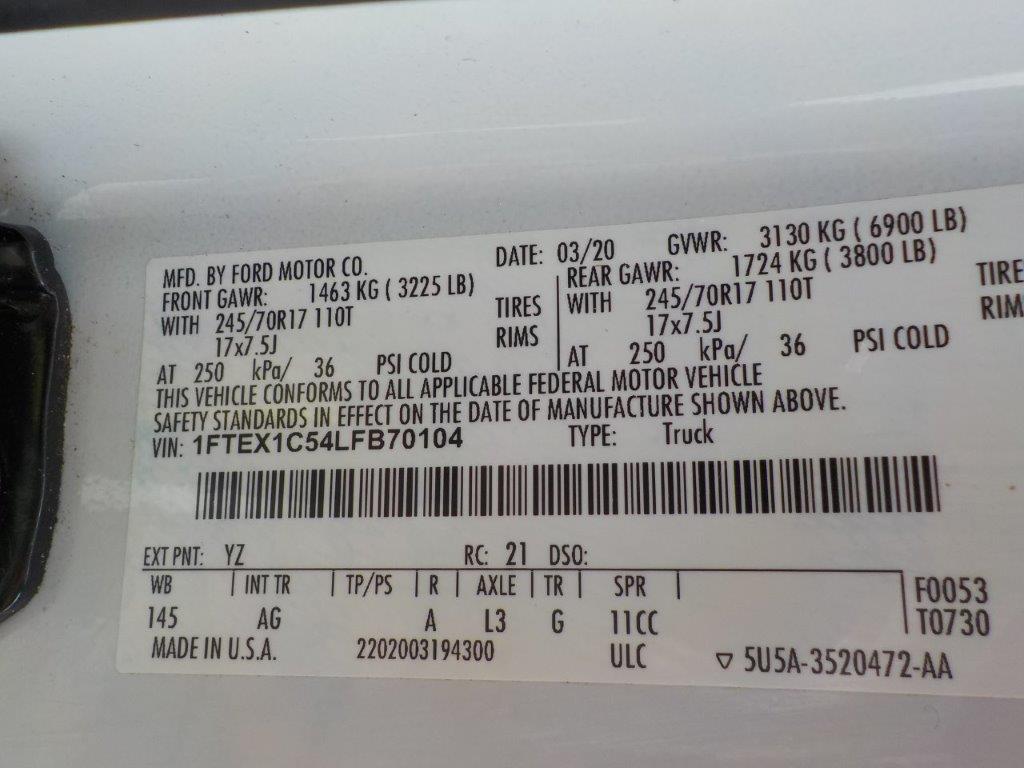 MFD. BY FORD MOTOR CO. DATE: 03/20 GVWR: 3130 KG ( 6900 LB)
FRONT GAWR: 1463 KG ( 3225 LB) REAR GAWR: 1724 KG ( 3800 LB)
WITH 245/70R17 110T TIRES WITH 245/70R17 110T TIRE
17x7.5J RIMS 17x7.5J RIM
AT 250 kPa/ 36 PSI COLD AT 250 kPa/ 36 PSI COLD
THIS VEHICLE CONFORMS TO ALL APPLICABLE FEDERAL MOTOR VEHICLE
SAFETY STANDARDS IN EFFECT ON THE DATE OF MANUFACTURE SHOWN ABOVE.
VIN: 1FTEX1C54LFB70104 TYPE: Truck
EXT PNT: YZ RC: 21 DSO:
WB INT TR TP/PS R AXLE TR SPR F0053
145 AG A L3 G 11CC T0730
MADE IN U.S.A. 2202003194300 ULC ▽ 5U5A-3520472-AA